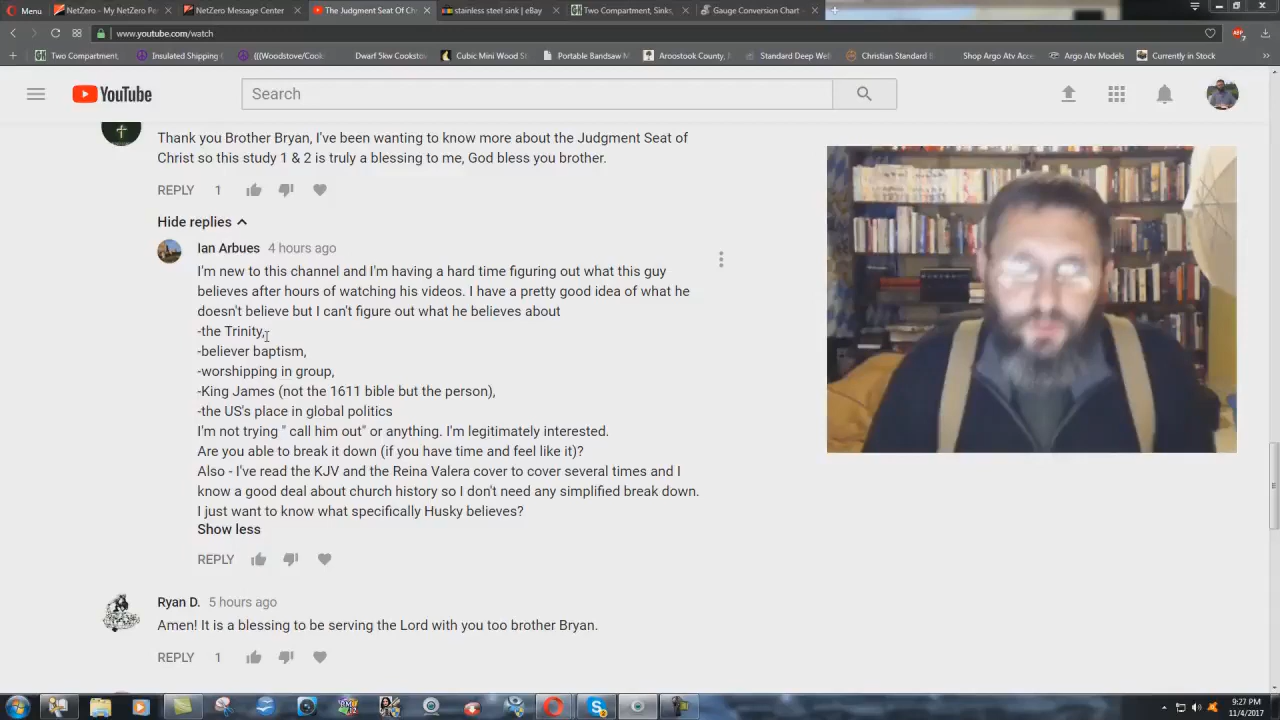 Menu
NetZero – My NetZero Per
NetZero Message Center
The Judgment Seat Of Chr
stainless steel sink | eBay
Two Compartment, Sinks,
Gauge Conversion Chart -
www.youtube.com/watch
Two Compartment,
Insulated Shipping
(((Woodstove/Cooki
Dwarf 5kw Cookstov
Cubic Mini Wood St
Portable Bandsaw M
Aroostook County,
Standard Deep Well
Christian Standard
Shop Argo Atv Acce
Argo Atv Models
Currently in Stock
YouTube
Search
Thank you Brother Bryan, I've been wanting to know more about the Judgment Seat of
Christ so this study 1 & 2 is truly a blessing to me, God bless you brother.
REPLY 1
Hide replies
Ian Arbues 4 hours ago
I'm new to this channel and I'm having a hard time figuring out what this guy
believes after hours of watching his videos. I have a pretty good idea of what he
doesn't believe but I can't figure out what he believes about
-the Trinity,
-believer baptism,
-worshipping in group,
-King James (not the 1611 bible but the person),
-the US's place in global politics
I'm not trying " call him out" or anything. I'm legitimately interested.
Are you able to break it down (if you have time and feel like it)?
Also - I've read the KJV and the Reina Valera cover to cover several times and I
know a good deal about church history so I don't need any simplified break down.
I just want to know what specifically Husky believes?
Show less
REPLY
Ryan D. 5 hours ago
Amen! It is a blessing to be serving the Lord with you too brother Bryan.
REPLY 1
9:27 PM
11/4/2017